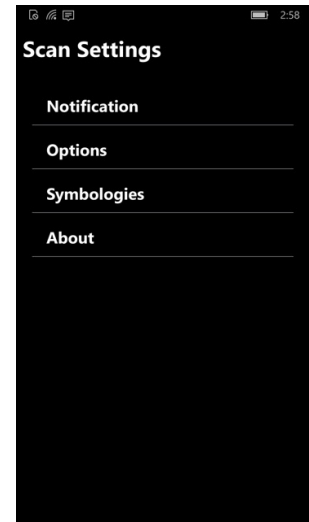 2:58
Scan Settings
Notification
Options
Symbologies
About